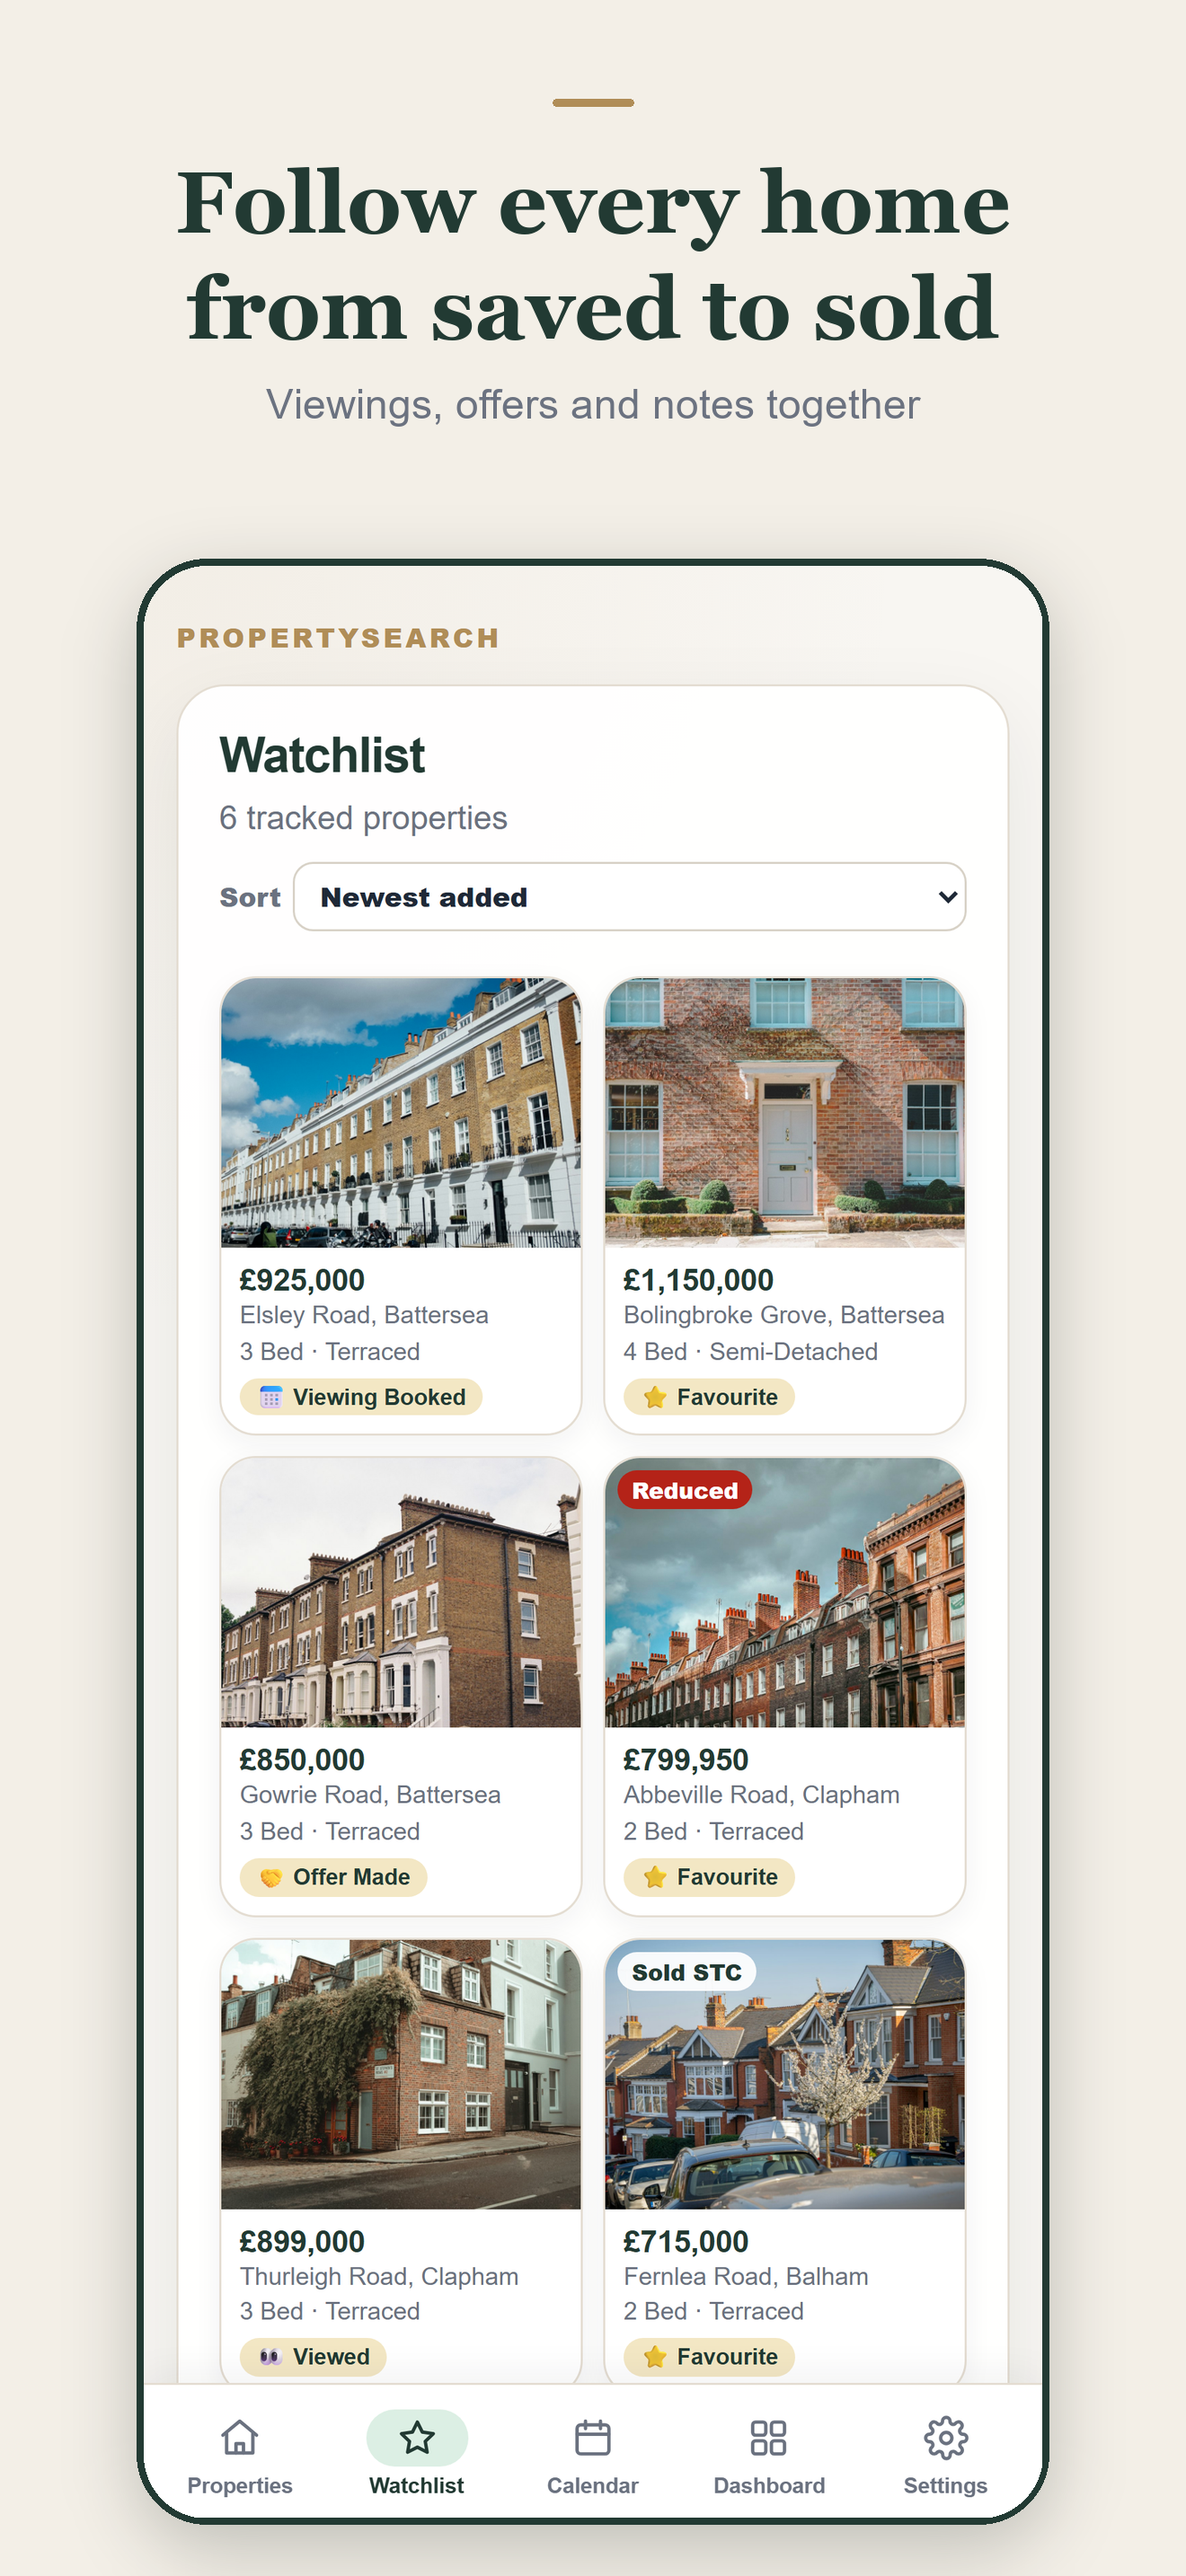 Follow every home
from saved to sold
Viewings, offers and notes together
PROPERTYSEARCH
Watchlist
6 tracked properties
Sort Newest added
£925,000
Elsley Road, Battersea
3 Bed · Terraced
Viewing Booked
£1,150,000
Bolingbroke Grove, Battersea
4 Bed · Semi-Detached
Favourite
£850,000
Gowrie Road, Battersea
3 Bed · Terraced
Offer Made
Reduced
£799,950
Abbeville Road, Clapham
2 Bed · Terraced
Favourite
£899,000
Thurleigh Road, Clapham
3 Bed · Terraced
Viewed
Sold STC
£715,000
Fernlea Road, Balham
2 Bed · Terraced
Favourite
Properties Watchlist Calendar Dashboard Settings